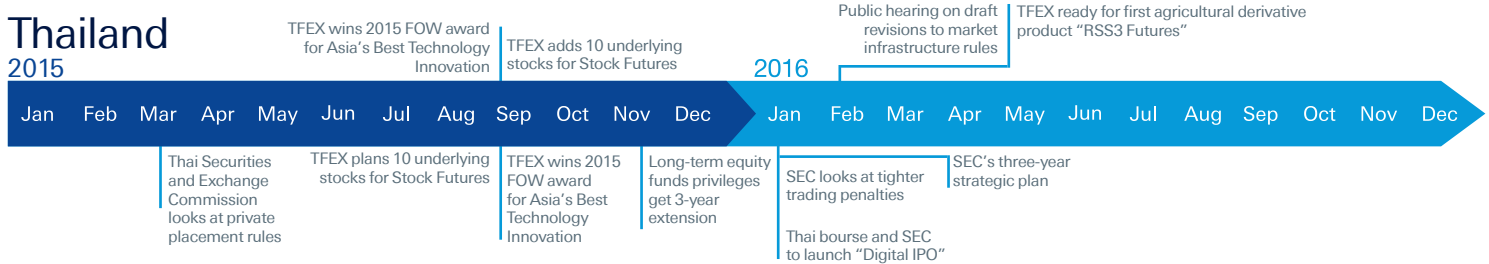 Thailand
2015
TFEX wins 2015 FOW award
for Asia's Best Technology
Innovation
TFEX adds 10 underlying
stocks for Stock Futures
2016
Public hearing on draft
revisions to market
infrastructure rules
TFEX ready for first agricultural derivative
product “RSS3 Futures”
Jan Feb Mar Apr May Jun Jul Aug Sep Oct Nov Dec Jan Feb Mar Apr May Jun Jul Aug Sep Oct Nov Dec
Thai Securities
and Exchange
Commission
looks at private
placement rules
TFEX plans 10 underlying
stocks for Stock Futures
TFEX wins 2015
FOW award
for Asia's Best
Technology
Innovation
Long-term equity
funds privileges
get 3-year
extension
SEC looks at tighter
trading penalties
Thai bourse and SEC
to launch “Digital IPO”
SEC's three-year
strategic plan